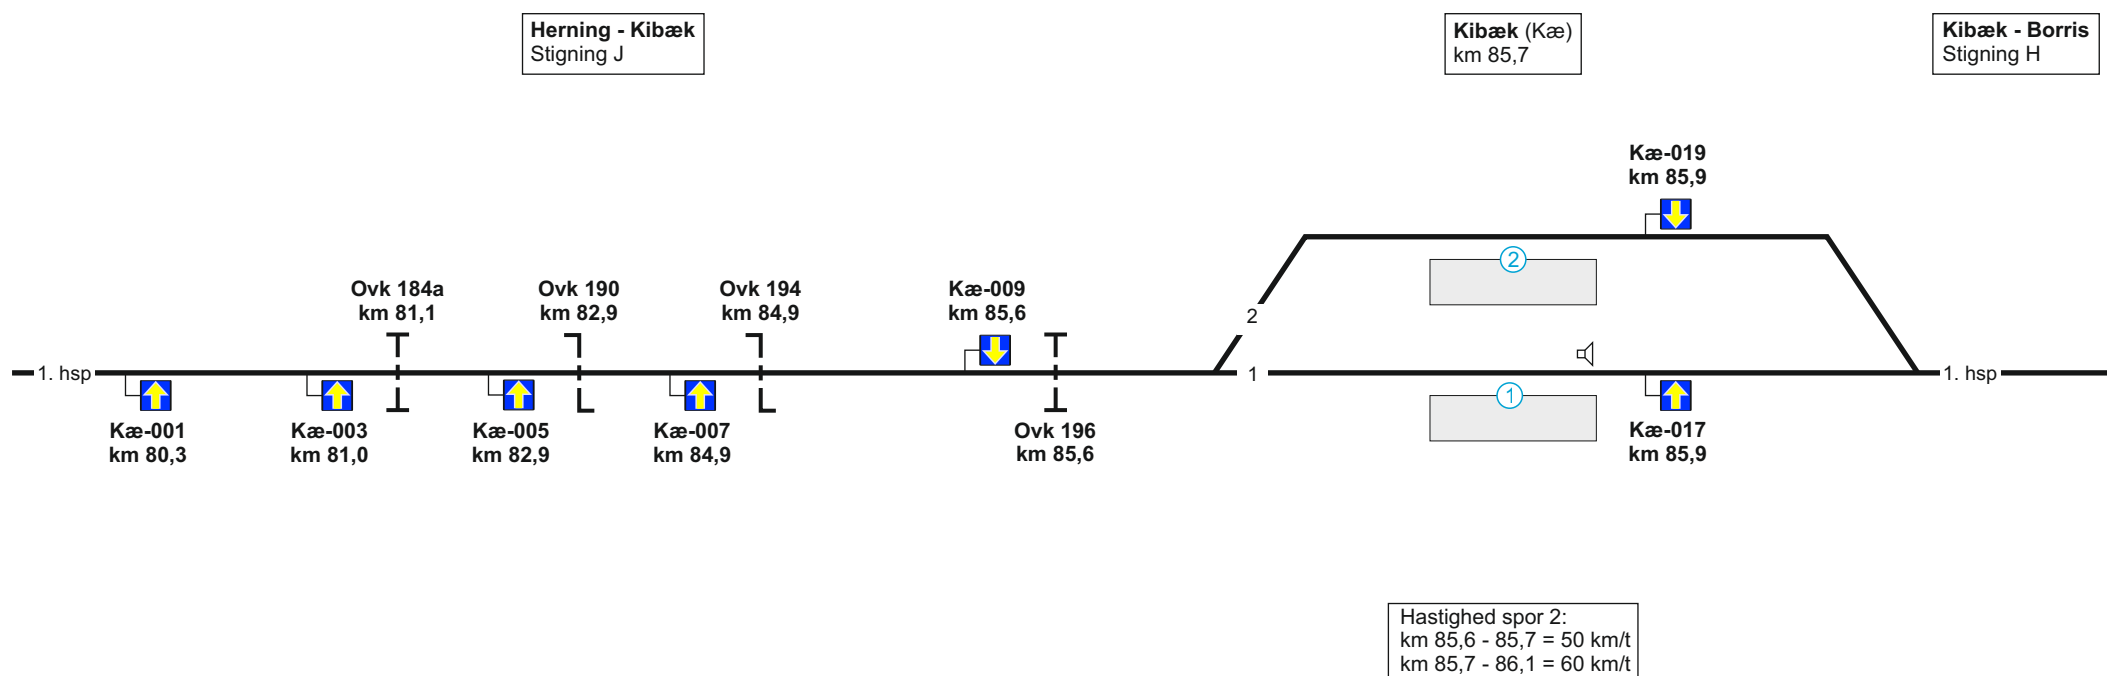 Herning - Kibæk
Stigning J
Kibæk (Kæ)
km 85,7
Kibæk - Borris
Stigning H
Kæ-019
km 85,9
2
Ovk 184a
km 81,1
Ovk 190
km 82,9
Ovk 194
km 84,9
Kæ-009
km 85,6
2
1. hsp
1
1. hsp
1
Kæ-001
km 80,3
Kæ-003
km 81,0
Kæ-005
km 82,9
Kæ-007
km 84,9
Ovk 196
km 85,6
Kæ-017
km 85,9
Hastighed spor 2:
km 85,6 - 85,7 = 50 km/t
km 85,7 - 86,1 = 60 km/t